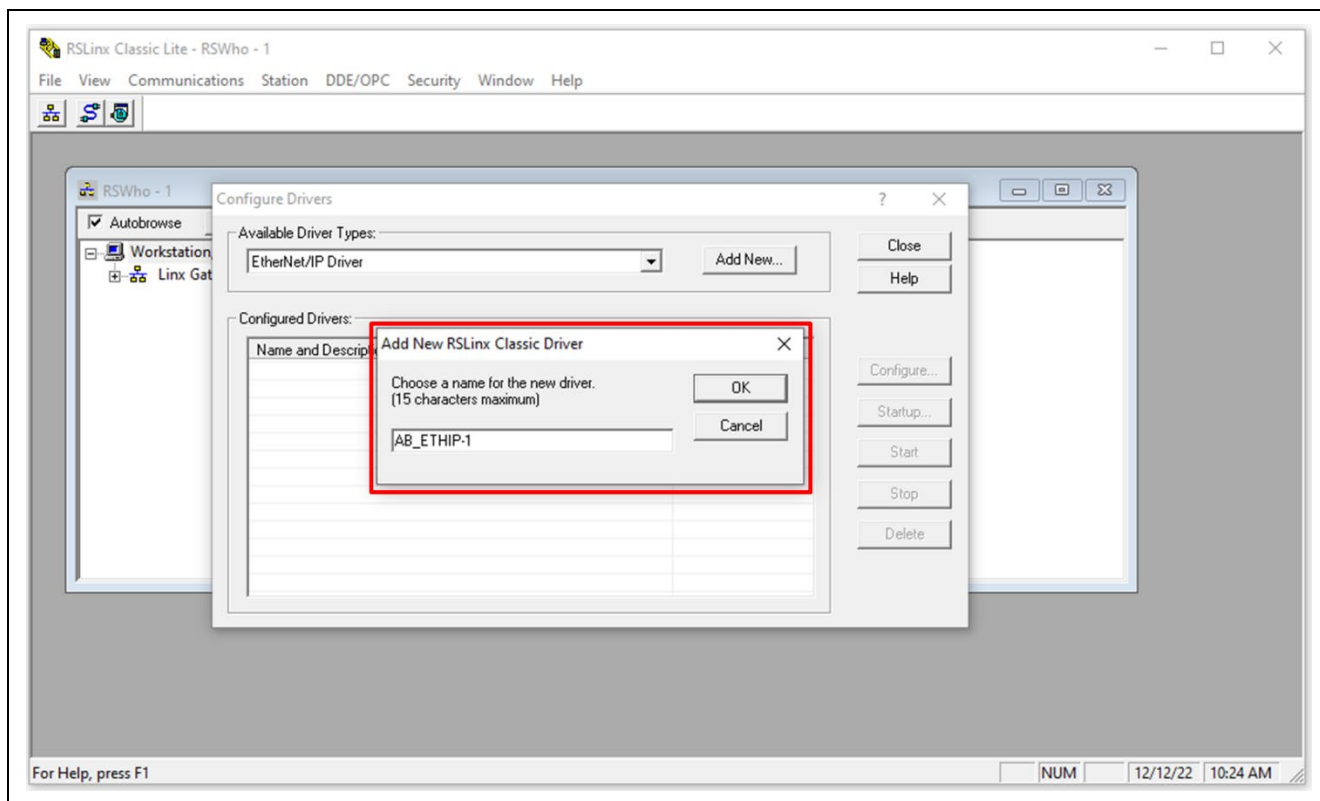 RSLinx Classic Lite - RSWho - 1
File View Communications Station DDE/OPC Security Window Help
RSWho - 1
Autobrowse
Workstation
Linx Gat
Configure Drivers
Available Driver Types:
EtherNet/IP Driver
Add New...
Close
Help
Configured Drivers:
Name and Descripti
Configure...
Startup...
Start
Stop
Delete
Add New RSLinx Classic Driver
Choose a name for the new driver.
(15 characters maximum)
AB_ETHIP-1
OK
Cancel
For Help, press F1
NUM
12/12/22
10:24 AM